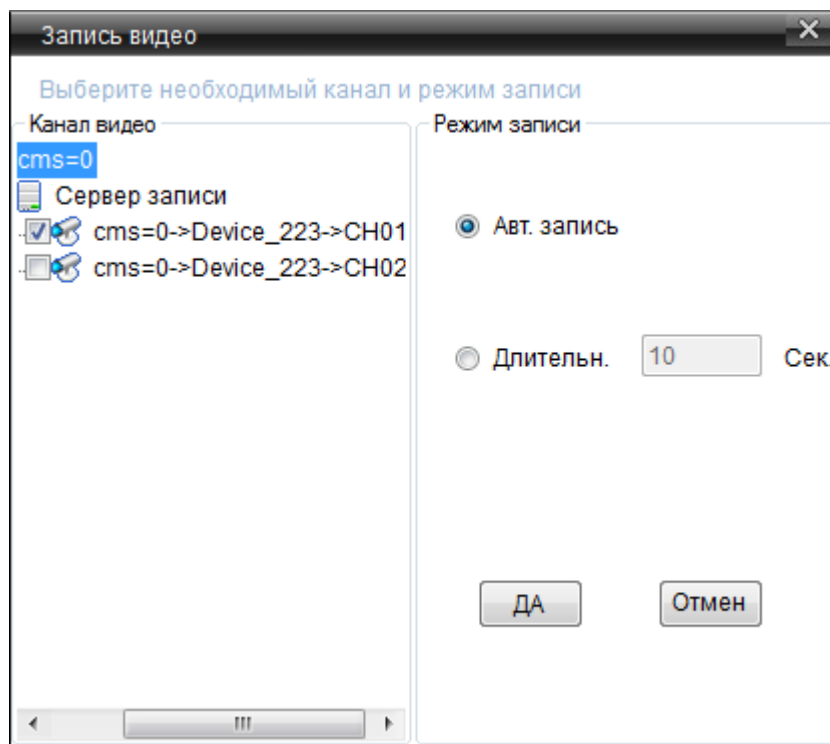 Запись видео
Выберите необходимый канал и режим записи
Канал видео
cms=0
Сервер записи
cms=0->Device_223->CH01
cms=0->Device_223->CH02
Режим записи
Авт. запись
Длительн. 10 Сек.
ДА Отмен